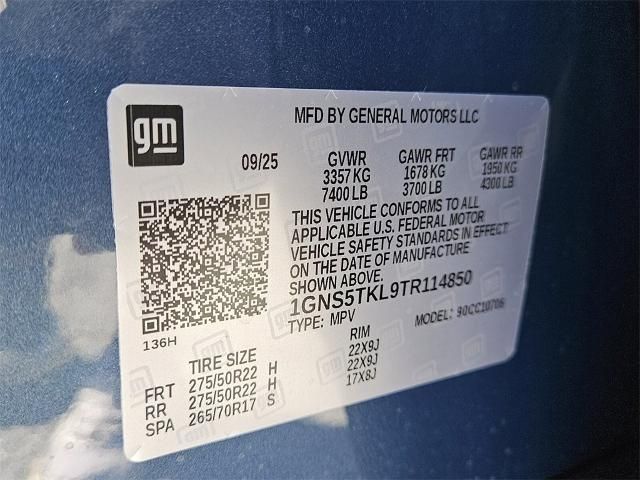 gm
MFD BY GENERAL MOTORS LLC
09/25
GVWR GAWR FRT GAWR RR
3357 KG 1678 KG 1950 KG
7400 LB 3700 LB 4300 LB
THIS VEHICLE CONFORMS TO ALL
APPLICABLE U.S. FEDERAL MOTOR
VEHICLE SAFETY STANDARDS IN EFFECT
ON THE DATE OF MANUFACTURE
SHOWN ABOVE.
1GNS5TKL9TR114850
TYPE: MPV MODEL: 90CC10706
136H
TIRE SIZE RIM
FRT 275/50R22 H 22X9J
RR 275/50R22 H 22X9J
SPA 265/70R17 S 17X8J